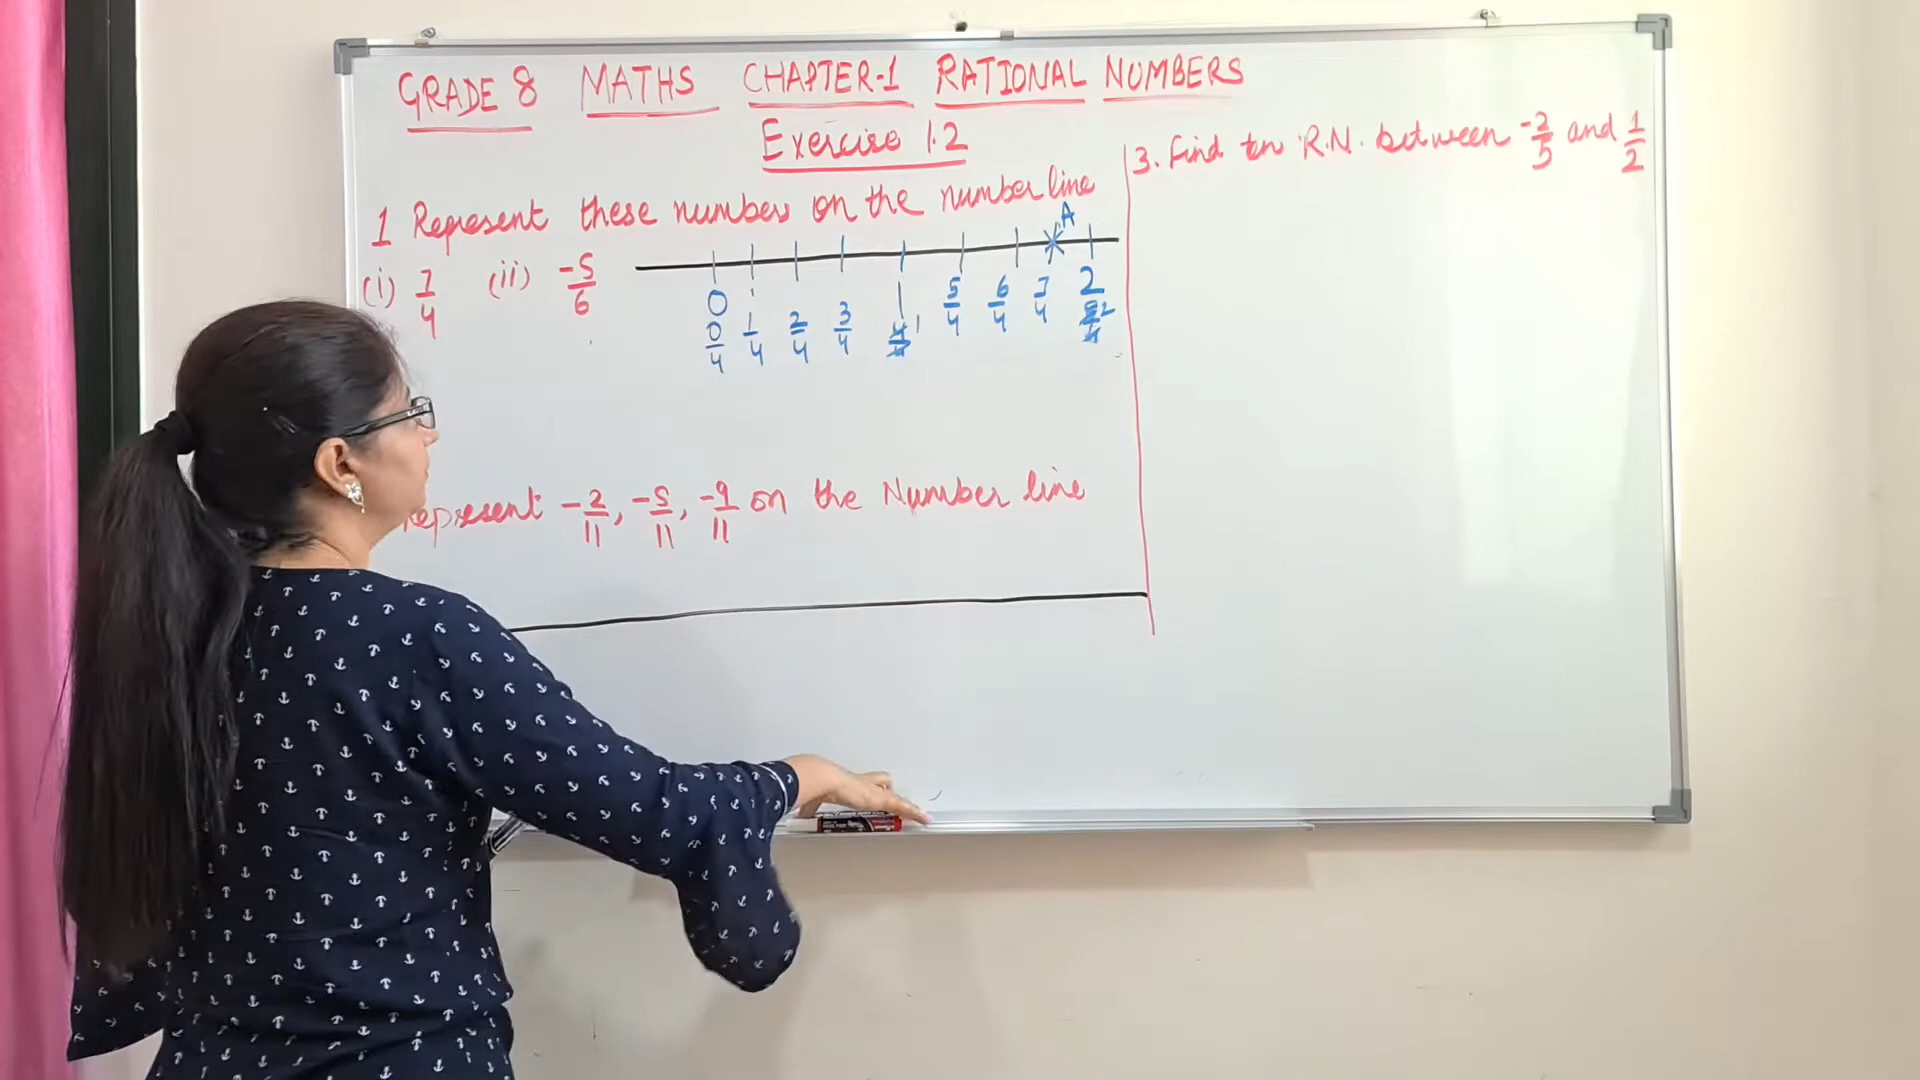 GRADE 8 MATHS CHAPTER-1 RATIONAL NUMBERS
Exercise 1.2
1 Represent these numbers on the number line
(i) 7/4 (ii) -5/6
A
0 1 2
0/4 1/4 2/4 3/4 4/4 1 5/4 6/4 7/4 8/4 2
Represent -2/11, -5/11, -9/11 on the Number line
3. Find ten R.N. between -2/5 and 1/2